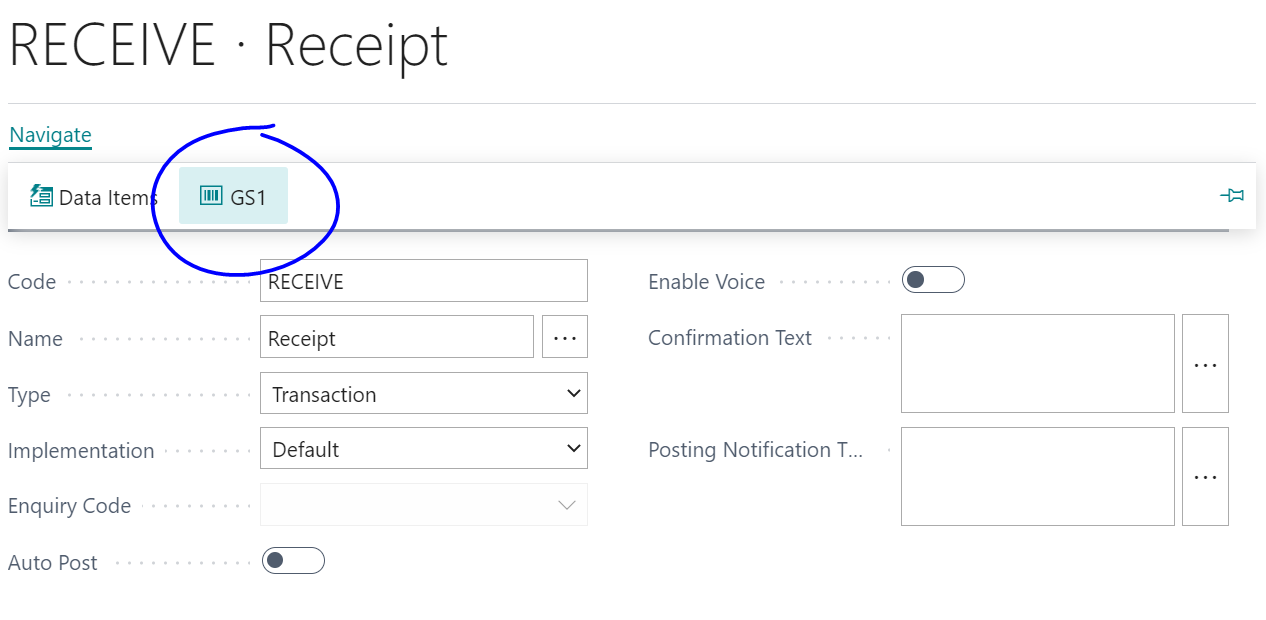 RECEIVE · Receipt
Navigate
Data Items GS1
Code RECEIVE
Name Receipt ...
Type Transaction
Implementation Default
Enquiry Code
Auto Post
Enable Voice
Confirmation Text ...
Posting Notification T... ...